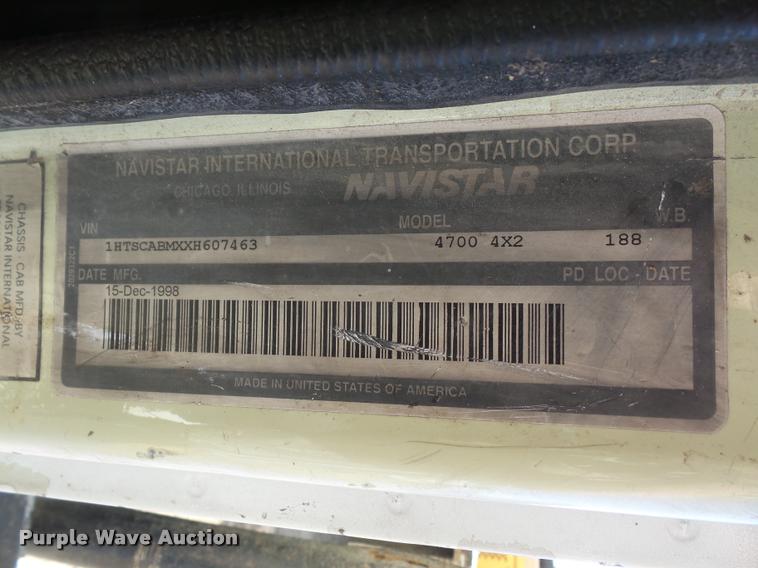 NAVISTAR INTERNATIONAL TRANSPORTATION CORP.
CHICAGO, ILLINOIS NAVISTAR
VIN MODEL W.B.
1HTSCABMXXH607463 4700 4X2 188
DATE MFG. PD LOC - DATE
15-Dec-1998
MADE IN UNITED STATES OF AMERICA
CHASSIS - CAB MFD. BY
NAVISTAR INTERNATIONAL
Purple Wave Auction